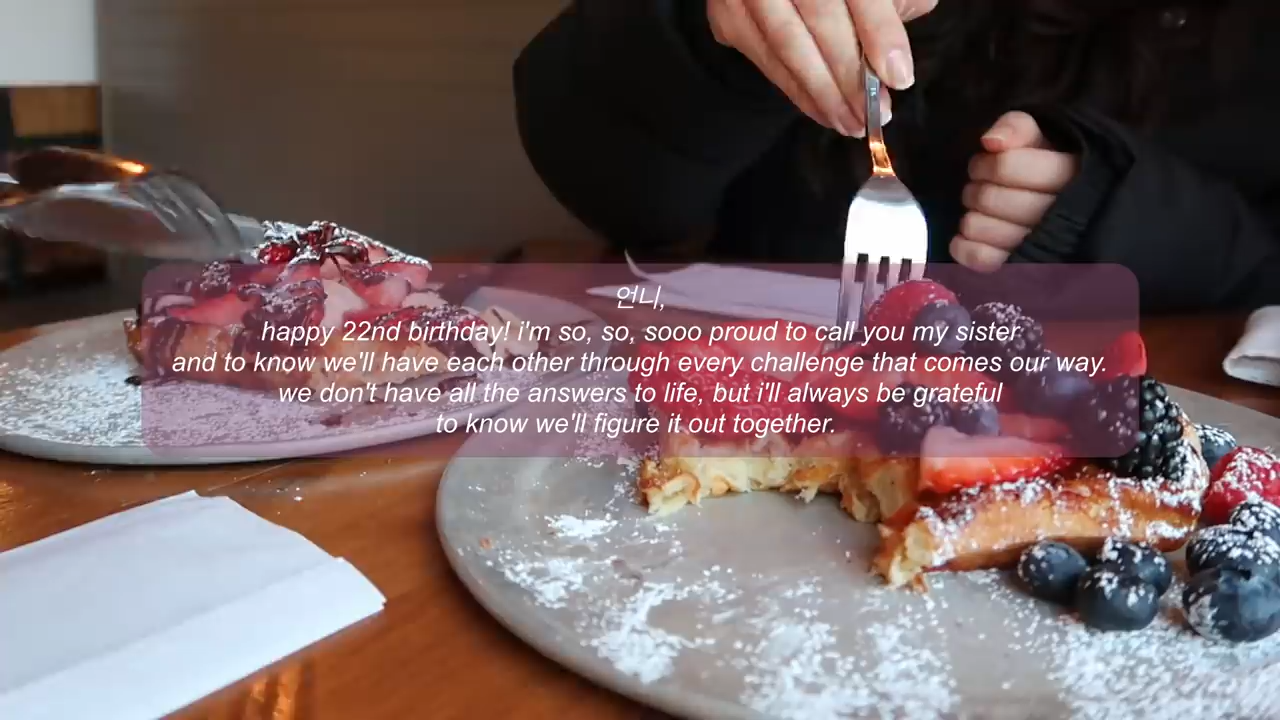 언니,
happy 22nd birthday! i'm so, so, sooo proud to call you my sister
and to know we'll have each other through every challenge that comes our way.
we don't have all the answers to life, but i'll always be grateful
to know we'll figure it out together.